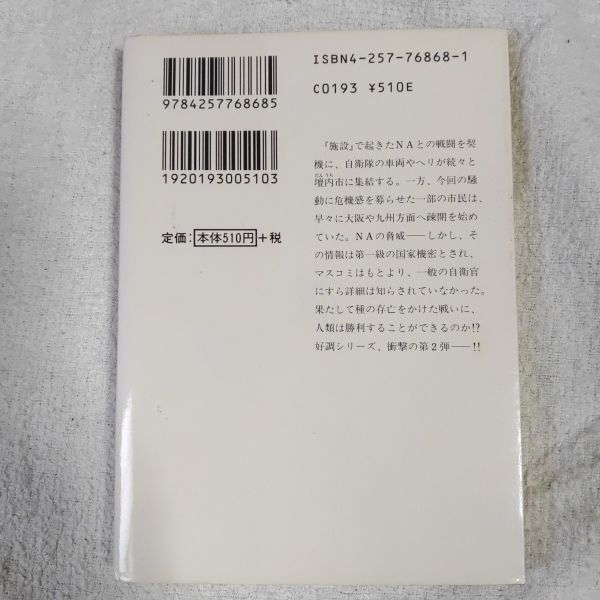 ISBN4-257-76868-1
C0193 ¥510E
9784257768685
1920193005103
定価：本体510円＋税
『施設』で起きたNAとの戦闘を契
機に、自衛隊の車両やヘリが続々と
壇内市に集結する。一方、今回の騒
動に危機感を募らせた一部の市民は、
早々に大阪や九州方面へ疎開を始め
ていた。NAの脅威――しかし、そ
の情報は第一級の国家機密とされ、
マスコミはもとより、一般の自衛官
にすら詳細は知らされていなかった。
果たして種の存亡をかけた戦いに、
人類は勝利することができるのか!?
好調シリーズ、衝撃の第2弾――!!